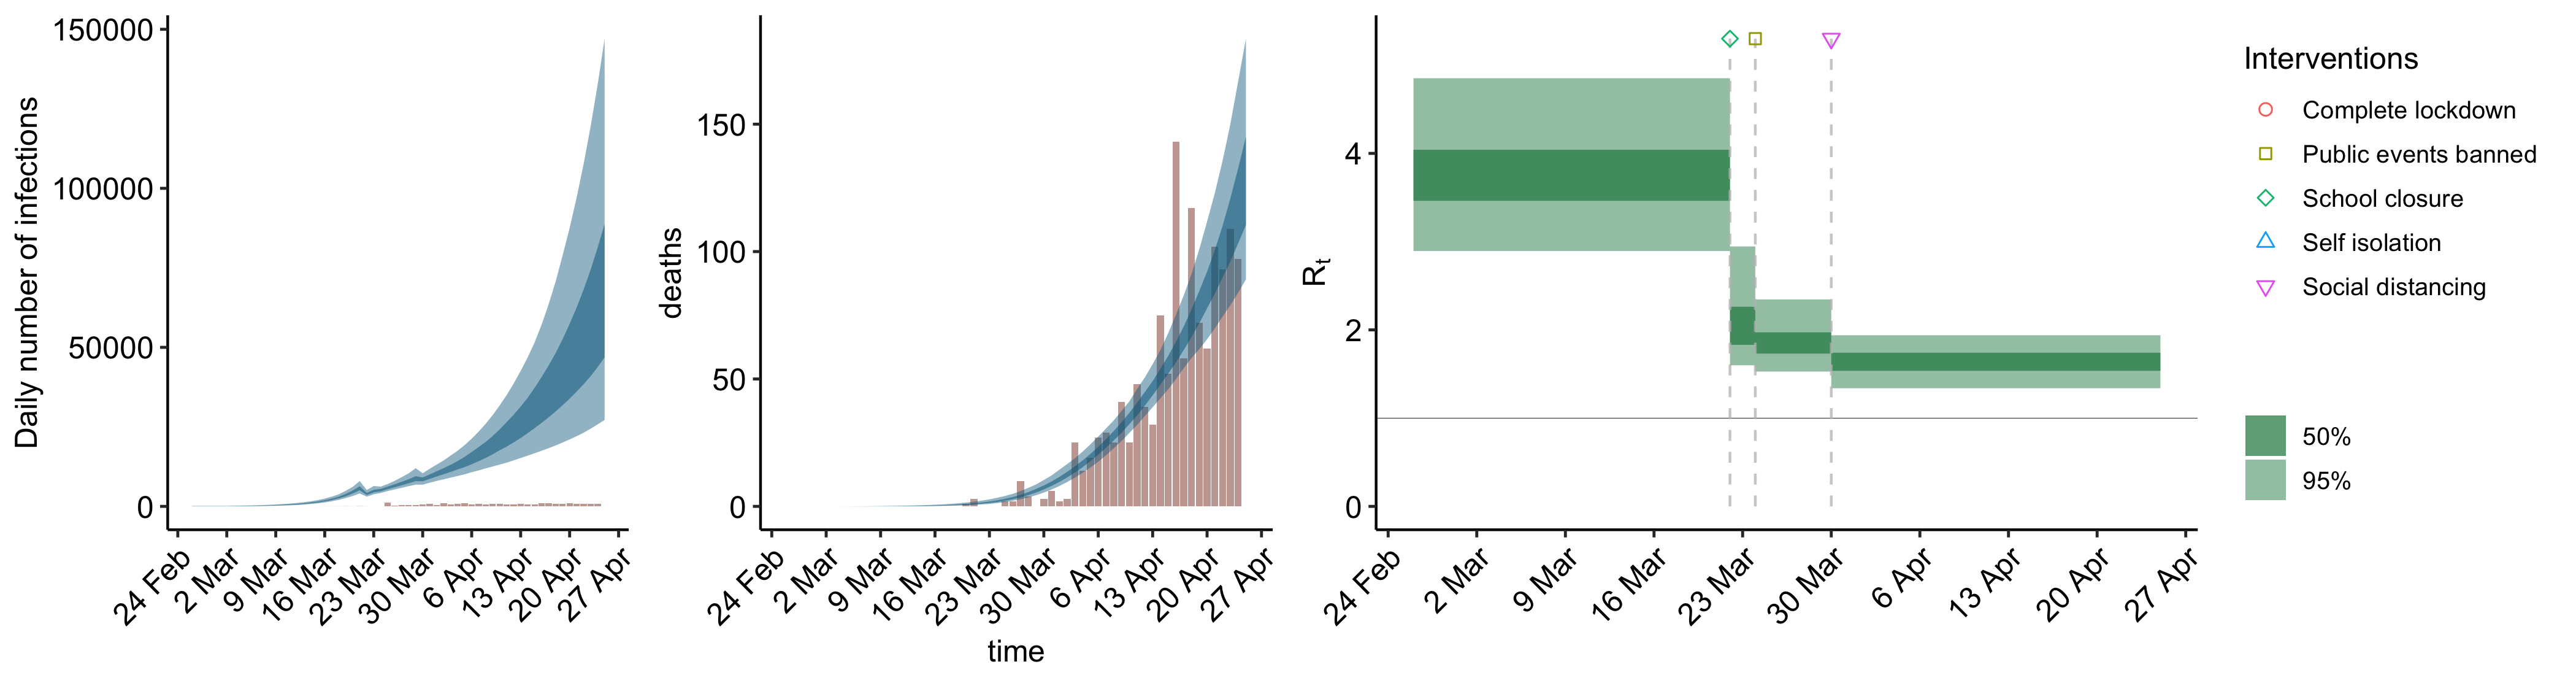 Daily number of infections
150000
100000
50000
0
24 Feb
2 Mar
9 Mar
16 Mar
23 Mar
30 Mar
6 Apr
13 Apr
20 Apr
27 Apr
deaths
150
100
50
0
24 Feb
2 Mar
9 Mar
16 Mar
23 Mar
30 Mar
6 Apr
13 Apr
20 Apr
27 Apr
time
Rt
4
2
0
24 Feb
2 Mar
9 Mar
16 Mar
23 Mar
30 Mar
6 Apr
13 Apr
20 Apr
27 Apr
Interventions
Complete lockdown
Public events banned
School closure
Self isolation
Social distancing
50%
95%